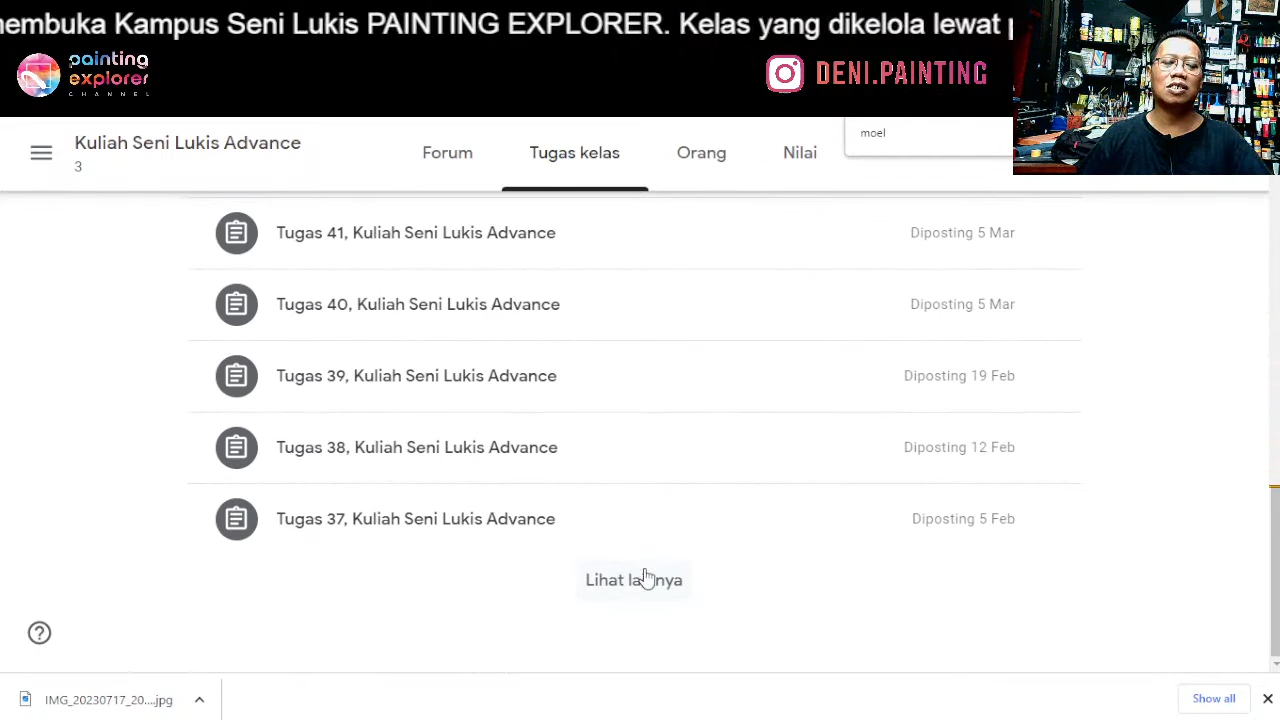 membuka Kampus Seni Lukis PAINTING EXPLORER. Kelas yang dikelola lewat
painting
explorer
CHANNEL
DENI.PAINTING
Kuliah Seni Lukis Advance
3
Forum
Tugas kelas
Orang
Nilai
moel
Tugas 41, Kuliah Seni Lukis Advance
Diposting 5 Mar
Tugas 40, Kuliah Seni Lukis Advance
Diposting 5 Mar
Tugas 39, Kuliah Seni Lukis Advance
Diposting 19 Feb
Tugas 38, Kuliah Seni Lukis Advance
Diposting 12 Feb
Tugas 37, Kuliah Seni Lukis Advance
Diposting 5 Feb
Lihat lainnya
IMG_20230717_20....jpg
Show all